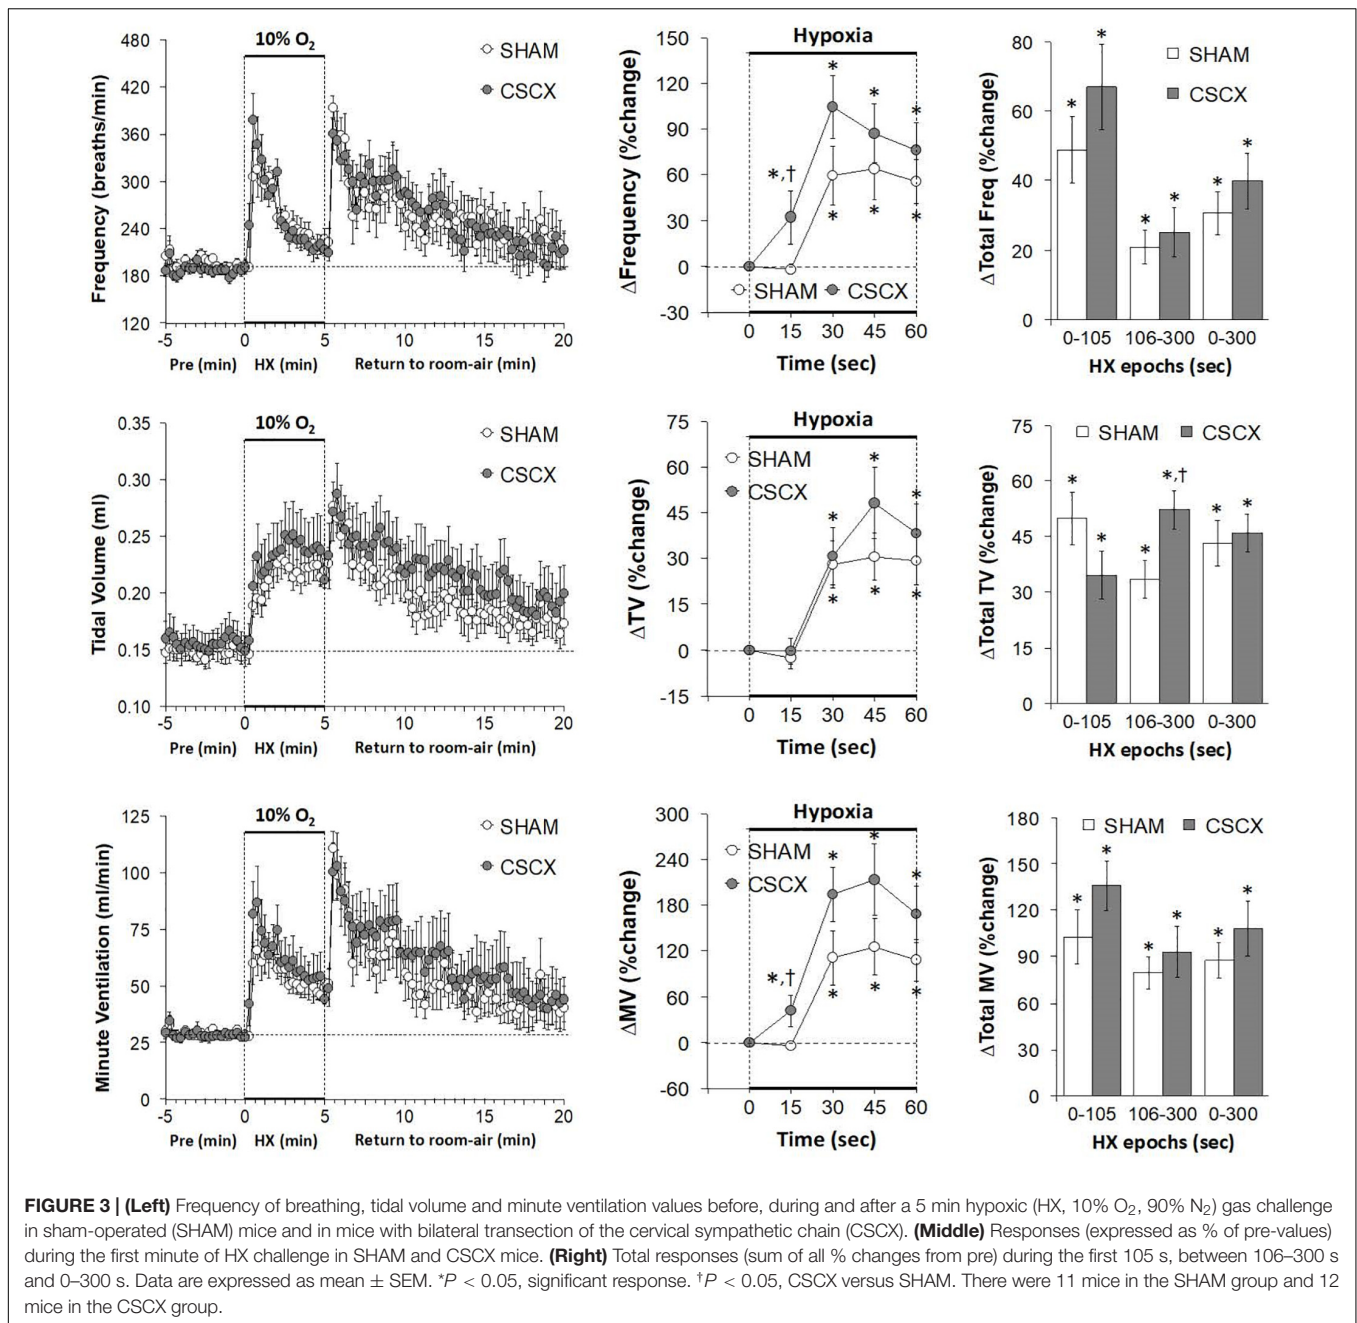 10% O₂
SHAM
CSCX
Frequency (breaths/min)
480
420
360
300
240
180
120
-5
0
5
10
15
20
Pre (min)
HX (min)
Return to room-air (min)
Hypoxia
ΔFrequency (%change)
150
120
90
60
30
0
-30
*,†
*
*
*
*
*
*
SHAM
CSCX
0
15
30
45
60
Time (sec)
ΔTotal Freq (%change)
80
60
40
20
0
SHAM
CSCX
*
*
*
*
*
*
0-105
106-300
0-300
HX epochs (sec)
10% O₂
SHAM
CSCX
Tidal Volume (ml)
0.35
0.30
0.25
0.20
0.15
0.10
-5
0
5
10
15
20
Pre (min)
HX (min)
Return to room-air (min)
Hypoxia
SHAM
CSCX
ΔTV (%change)
75
60
45
30
15
0
-15
*
*
*
*
*
*
0
15
30
45
60
Time (sec)
ΔTotal TV (%change)
75
60
45
30
15
0
SHAM
CSCX
*
*
*
*,†
*
*
0-105
106-300
0-300
HX epochs (sec)
10% O₂
SHAM
CSCX
Minute Ventilation (ml/min)
125
100
75
50
25
0
-5
0
5
10
15
20
Pre (min)
HX (min)
Return to room-air (min)
Hypoxia
SHAM
CSCX
ΔMV (%change)
300
240
180
120
60
0
-60
*,†
*
*
*
*
*
*
0
15
30
45
60
Time (sec)
ΔTotal MV (%change)
180
150
120
90
60
30
0
SHAM
CSCX
*
*
*
*
*
*
0-105
106-300
0-300
HX epochs (sec)
FIGURE 3 | (Left) Frequency of breathing, tidal volume and minute ventilation values before, during and after a 5 min hypoxic (HX, 10% O₂, 90% N₂) gas challenge
in sham-operated (SHAM) mice and in mice with bilateral transection of the cervical sympathetic chain (CSCX). (Middle) Responses (expressed as % of pre-values)
during the first minute of HX challenge in SHAM and CSCX mice. (Right) Total responses (sum of all % changes from pre) during the first 105 s, between 106–300 s
and 0–300 s. Data are expressed as mean ± SEM. *P < 0.05, significant response. †P < 0.05, CSCX versus SHAM. There were 11 mice in the SHAM group and 12
mice in the CSCX group.